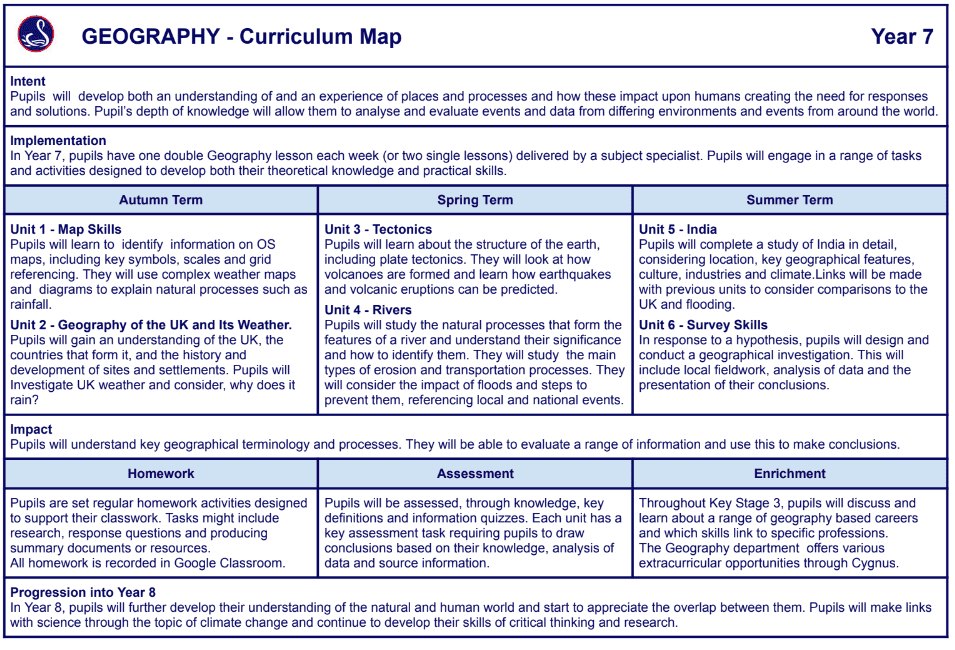 GEOGRAPHY - Curriculum Map
Year 7
Intent
Pupils will develop both an understanding of and an experience of places and processes and how these impact upon humans creating the need for responses
and solutions. Pupil's depth of knowledge will allow them to analyse and evaluate events and data from differing environments and events from around the world.
Implementation
In Year 7, pupils have one double Geography lesson each week (or two single lessons) delivered by a subject specialist. Pupils will engage in a range of tasks
and activities designed to develop both their theoretical knowledge and practical skills.
Autumn Term
Unit 1 - Map Skills
Pupils will learn to identify information on OS
maps, including key symbols, scales and grid
referencing. They will use complex weather maps
and diagrams to explain natural processes such as
rainfall.
Unit 2 - Geography of the UK and Its Weather.
Pupils will gain an understanding of the UK, the
countries that form it, and the history and
development of sites and settlements. Pupils will
Investigate UK weather and consider, why does it
rain?
Spring Term
Unit 3 - Tectonics
Pupils will learn about the structure of the earth,
including plate tectonics. They will look at how
volcanoes are formed and learn how earthquakes
and volcanic eruptions can be predicted.
Unit 4 - Rivers
Pupils will study the natural processes that form the
features of a river and understand their significance
and how to identify them. They will study the main
types of erosion and transportation processes. They
will consider the impact of floods and steps to
prevent them, referencing local and national events.
Summer Term
Unit 5 - India
Pupils will complete a study of India in detail,
considering location, key geographical features,
culture, industries and climate.Links will be made
with previous units to consider comparisons to the
UK and flooding.
Unit 6 - Survey Skills
In response to a hypothesis, pupils will design and
conduct a geographical investigation. This will
include local fieldwork, analysis of data and the
presentation of their conclusions.
Impact
Pupils will understand key geographical terminology and processes. They will be able to evaluate a range of information and use this to make conclusions.
Homework
Pupils are set regular homework activities designed
to support their classwork. Tasks might include
research, response questions and producing
summary documents or resources.
All homework is recorded in Google Classroom.
Assessment
Pupils will be assessed, through knowledge, key
definitions and information quizzes. Each unit has a
key assessment task requiring pupils to draw
conclusions based on their knowledge, analysis of
data and source information.
Enrichment
Throughout Key Stage 3, pupils will discuss and
learn about a range of geography based careers
and which skills link to specific professions.
The Geography department offers various
extracurricular opportunities through Cygnus.
Progression into Year 8
In Year 8, pupils will further develop their understanding of the natural and human world and start to appreciate the overlap between them. Pupils will make links
with science through the topic of climate change and continue to develop their skills of critical thinking and research.